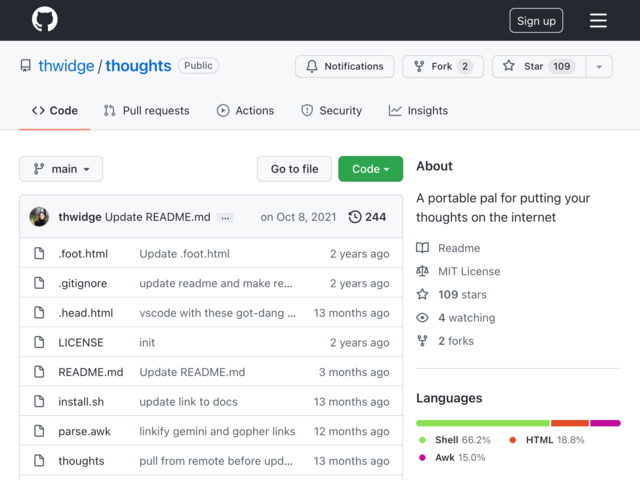 Sign up
thwidge / thoughts Public
Notifications Fork 2 Star 109
Code Pull requests Actions Security Insights
main Go to file Code
thwidge Update README.md ... on Oct 8, 2021 244
.foot.html Update .foot.html 2 years ago
.gitignore update readme and make re... 2 years ago
.head.html vscode with these got-dang ... 13 months ago
LICENSE init 2 years ago
README.md Update README.md 3 months ago
install.sh update link to docs 13 months ago
parse.awk linkify gemini and gopher links 12 months ago
thoughts pull from remote before upd... 13 months ago
About
A portable pal for putting your
thoughts on the internet
Readme
MIT License
109 stars
4 watching
2 forks
Languages
Shell 66.2% HTML 18.8%
Awk 15.0%